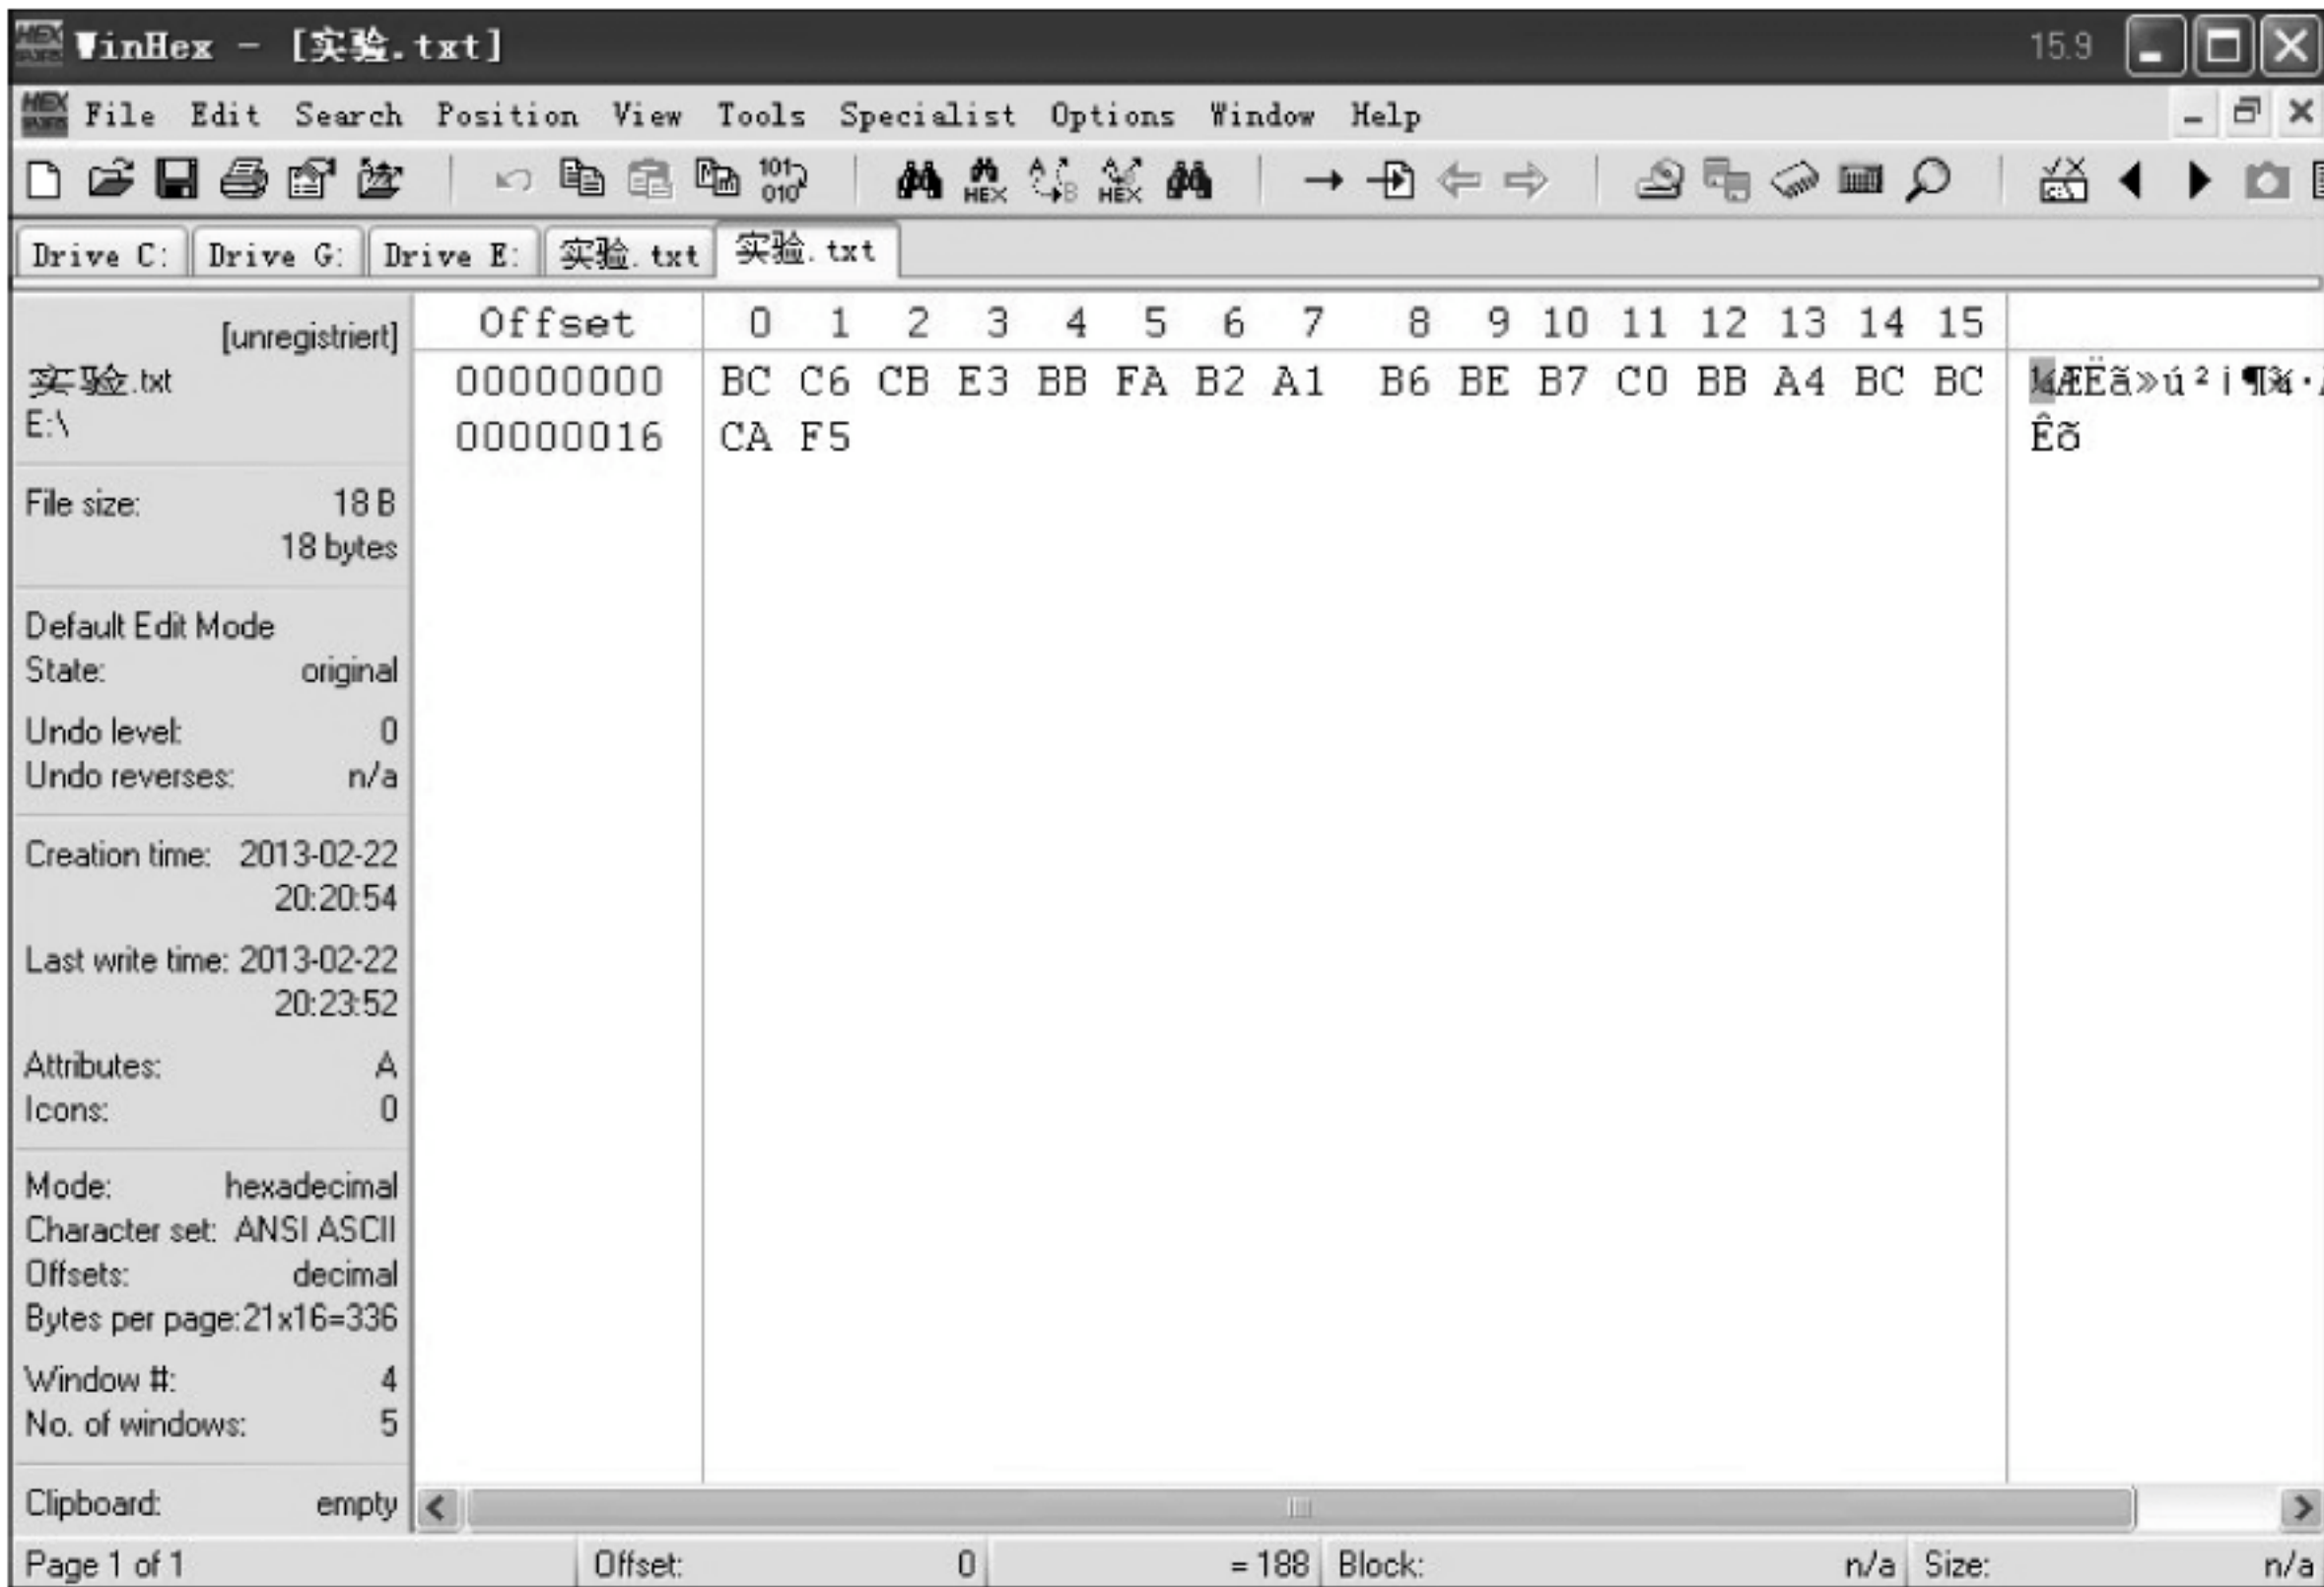 WinHex - [实验.txt] 15.9
File Edit Search Position View Tools Specialist Options Window Help
Drive C: Drive G: Drive E: 实验.txt 实验.txt
[unregistriert]
实验.txt
E:\
File size: 18 B
18 bytes
Default Edit Mode
State: original
Undo level: 0
Undo reverses: n/a
Creation time: 2013-02-22
20:20:54
Last write time: 2013-02-22
20:23:52
Attributes: A
Icons: 0
Mode: hexadecimal
Character set: ANSI ASCII
Offsets: decimal
Bytes per page: 21x16=336
Window #: 4
No. of windows: 5
Clipboard: empty
Offset 0 1 2 3 4 5 6 7 8 9 10 11 12 13 14 15
00000000 BC C6 CB E3 BB FA B2 A1 B6 BE B7 C0 BB A4 BC BC ¼ÆËã»ú²¡¶¾·
00000016 CA F5 Êõ
Page 1 of 1 Offset: 0 = 188 Block: n/a Size: n/a